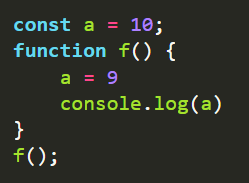 const a = 10;
function f() {
    a = 9
    console.log(a)
}
f();